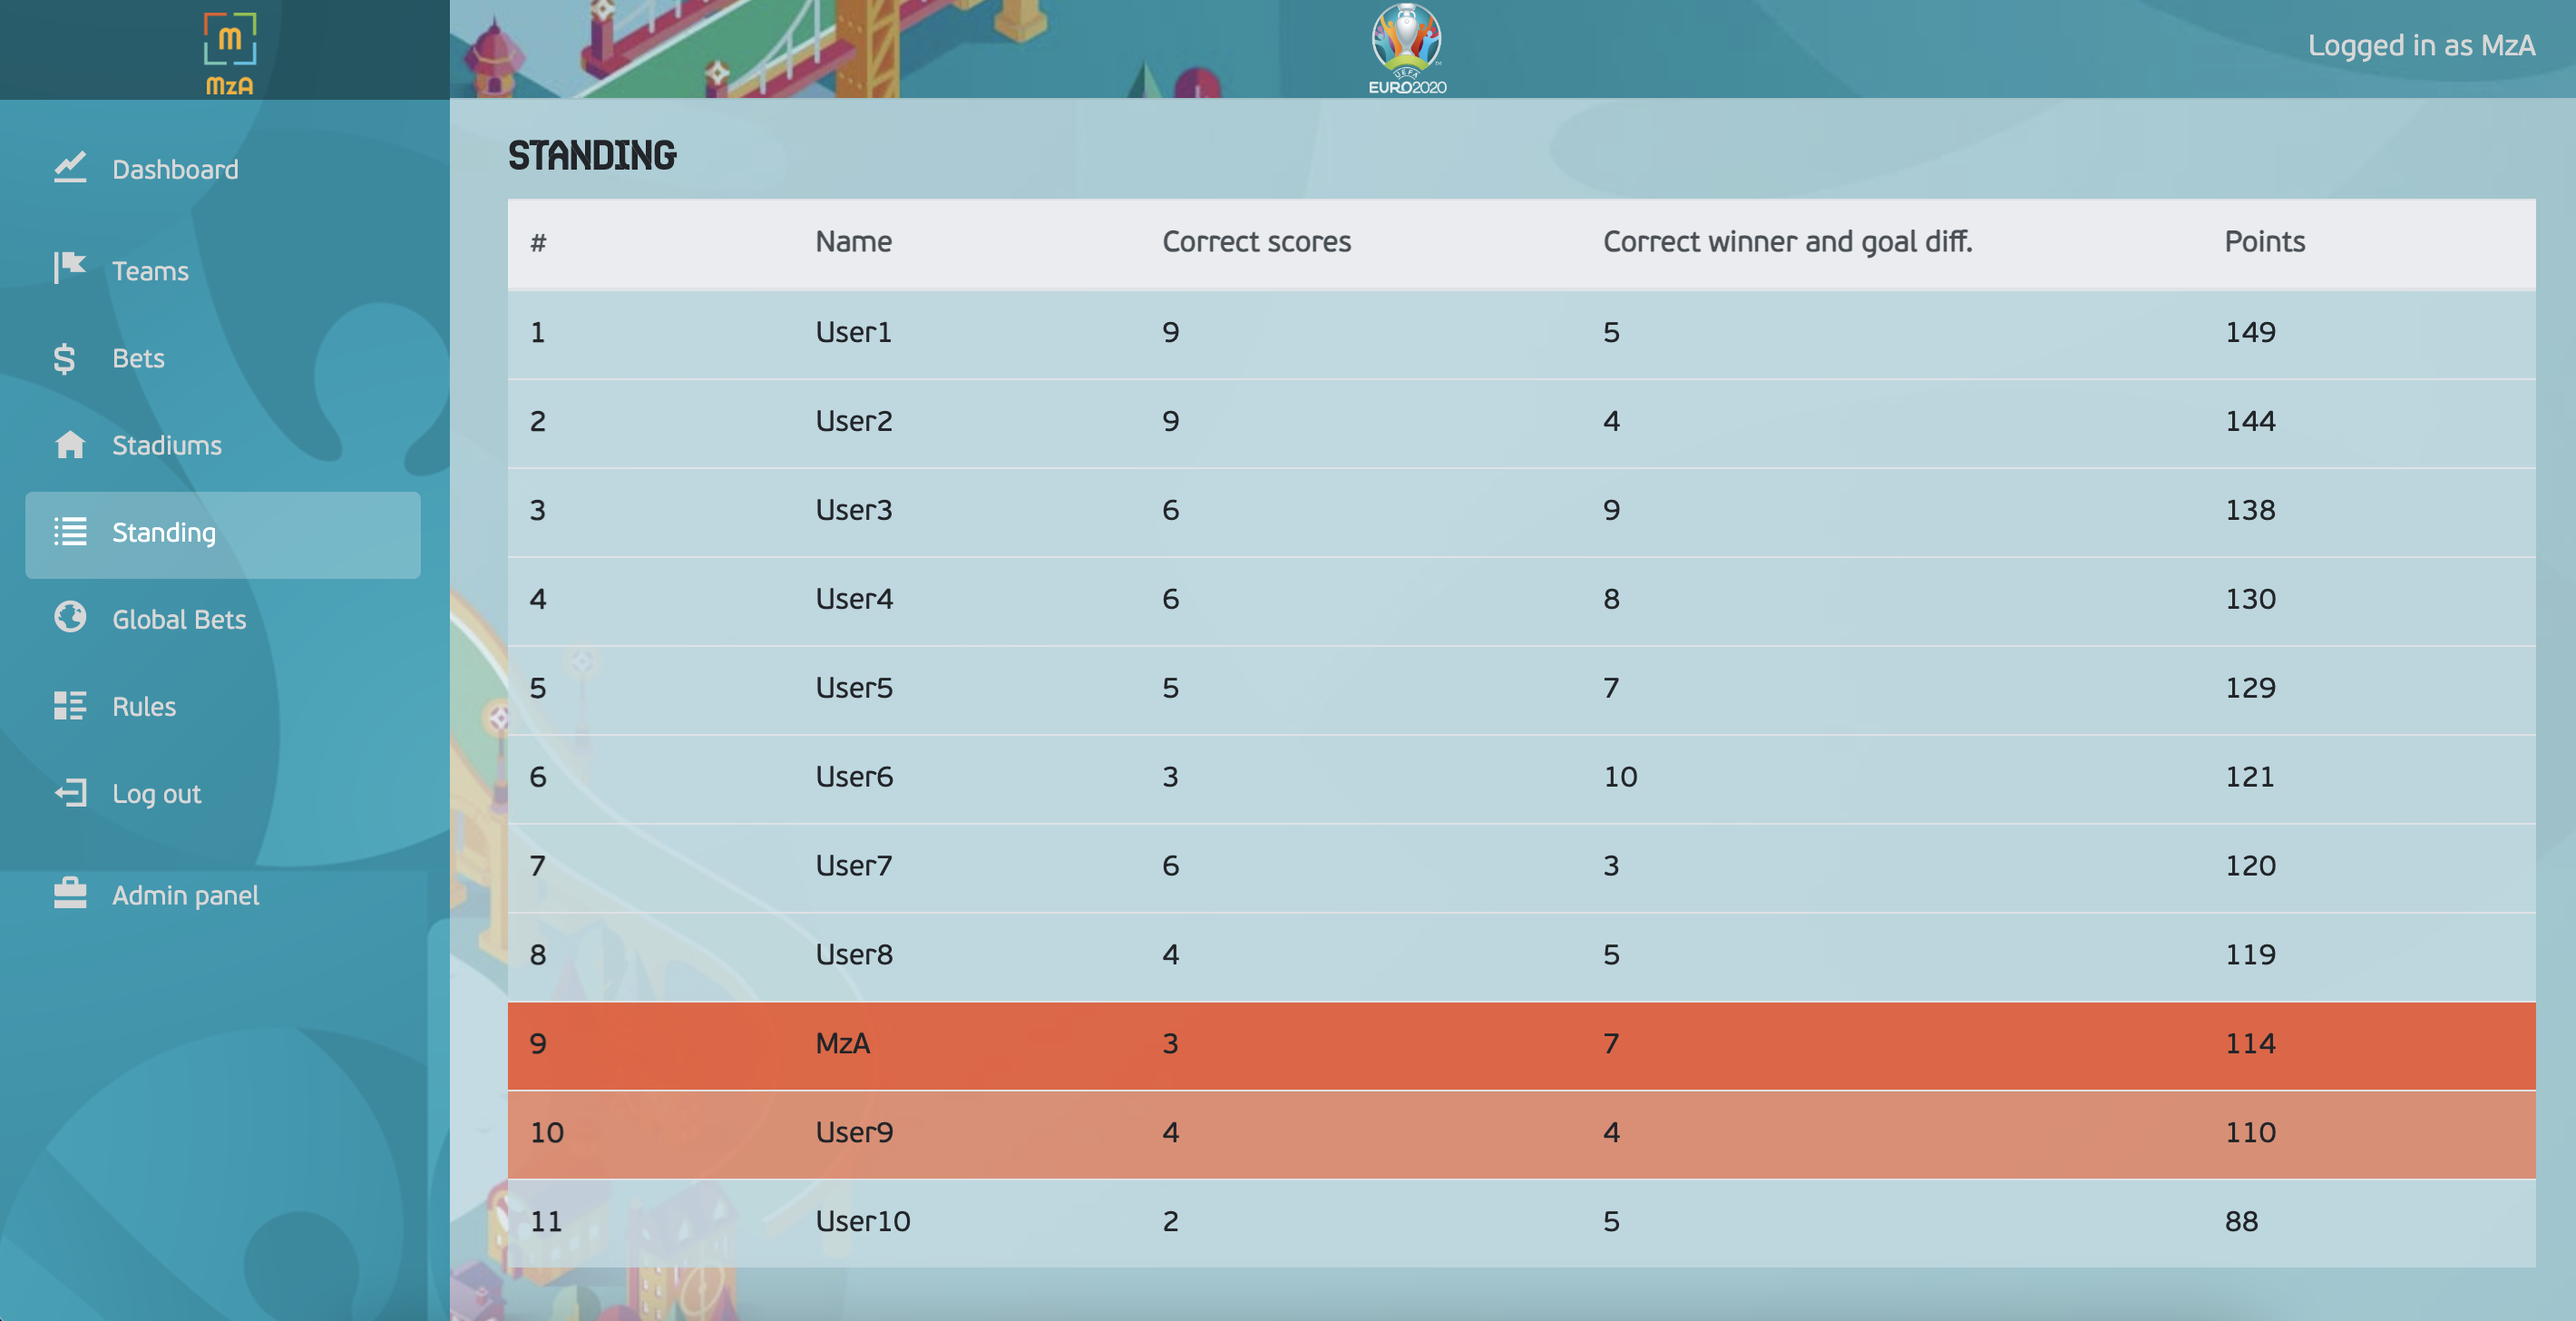 M
MzA
UEFA
EURO2020
Logged in as MzA
Dashboard
Teams
Bets
Stadiums
Standing
Global Bets
Rules
Log out
Admin panel
STANDING
# Name Correct scores Correct winner and goal diff. Points
1 User1 9 5 149
2 User2 9 4 144
3 User3 6 9 138
4 User4 6 8 130
5 User5 5 7 129
6 User6 3 10 121
7 User7 6 3 120
8 User8 4 5 119
9 MzA 3 7 114
10 User9 4 4 110
11 User10 2 5 88